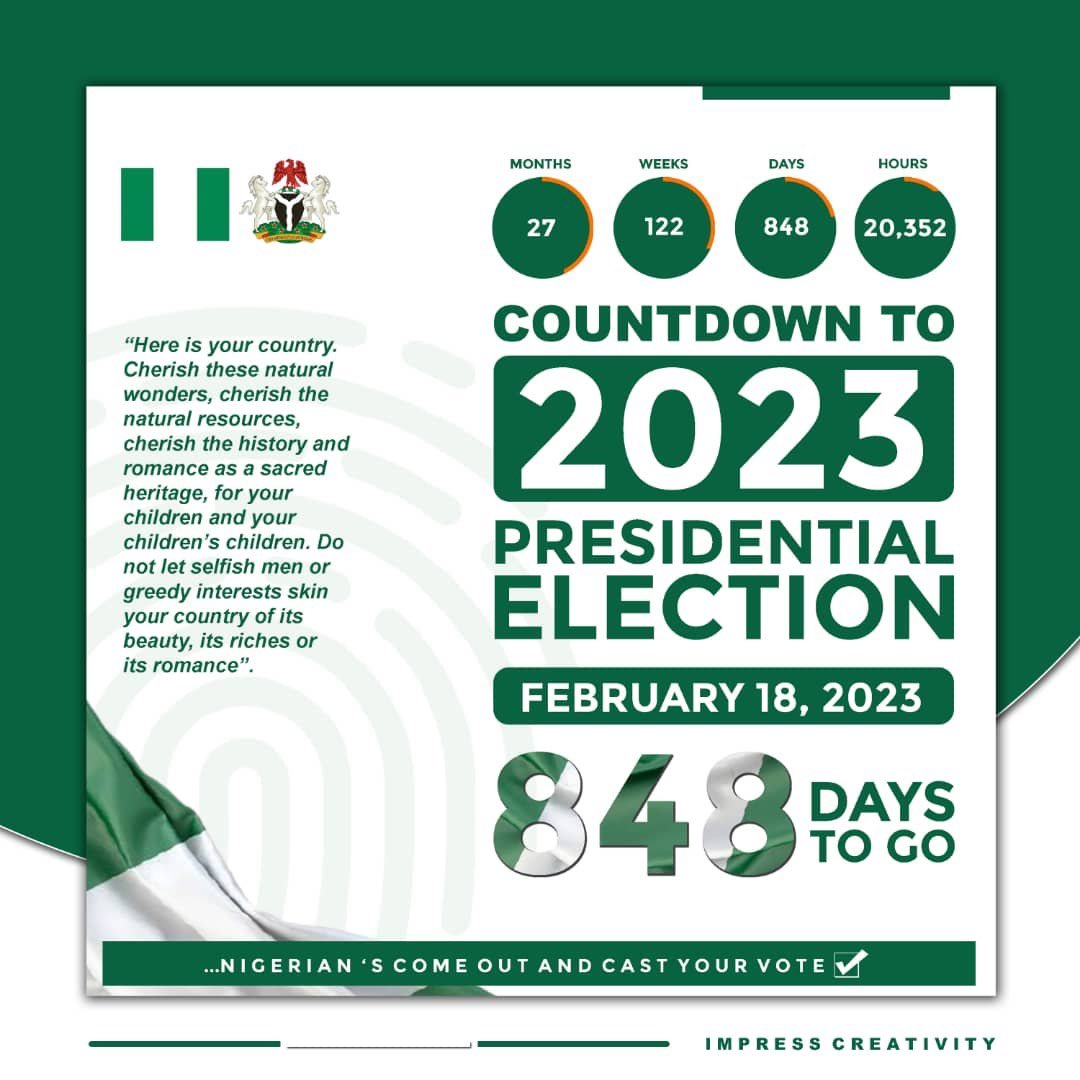 MONTHS WEEKS DAYS HOURS
27 122 848 20,352
COUNTDOWN TO
2023
PRESIDENTIAL
ELECTION
FEBRUARY 18, 2023
848 DAYS
TO GO
“Here is your country.
Cherish these natural
wonders, cherish the
natural resources,
cherish the history and
romance as a sacred
heritage, for your
children and your
children’s children. Do
not let selfish men or
greedy interests skin
your country of its
beauty, its riches or
its romance”.
...NIGERIAN ‘S COME OUT AND CAST YOUR VOTE
IMPRESS CREATIVITY